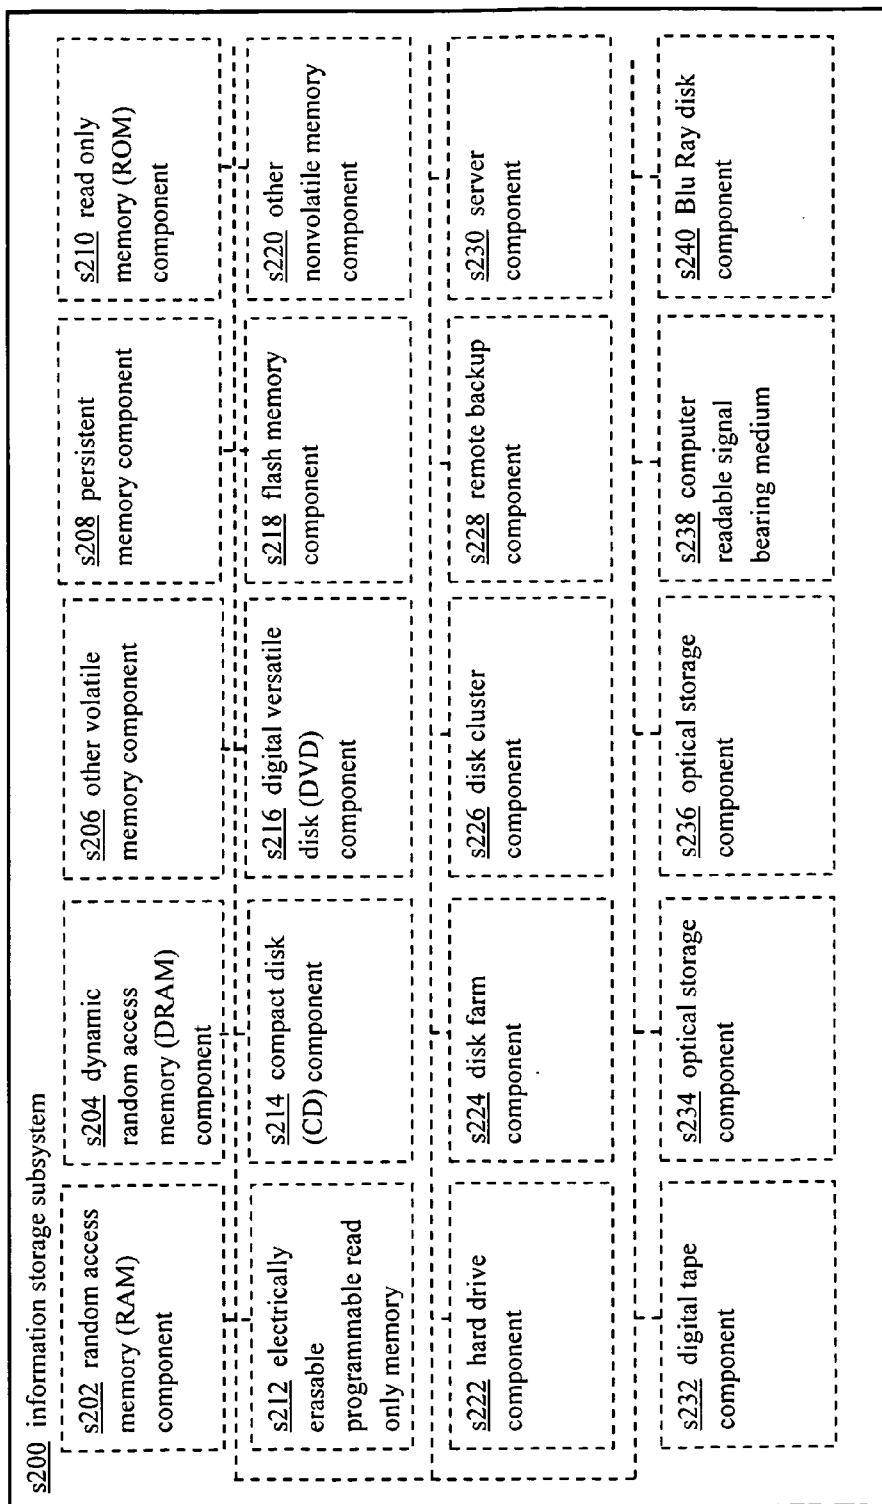 s200 information storage subsystem
s202 random access
memory (RAM)
component
s204 dynamic
random access
memory (DRAM)
component
s206 other volatile
memory component
s208 persistent
memory component
s210 read only
memory (ROM)
component
s212 electrically
erasable
programmable read
only memory
s214 compact disk
(CD) component
s216 digital versatile
disk (DVD)
component
s218 flash memory
component
s220 other
nonvolatile memory
component
s222 hard drive
component
s224 disk farm
component
s226 disk cluster
component
s228 remote backup
component
s230 server
component
s232 digital tape
component
s234 optical storage
component
s236 optical storage
component
s238 computer
readable signal
bearing medium
s240 Blu Ray disk
component